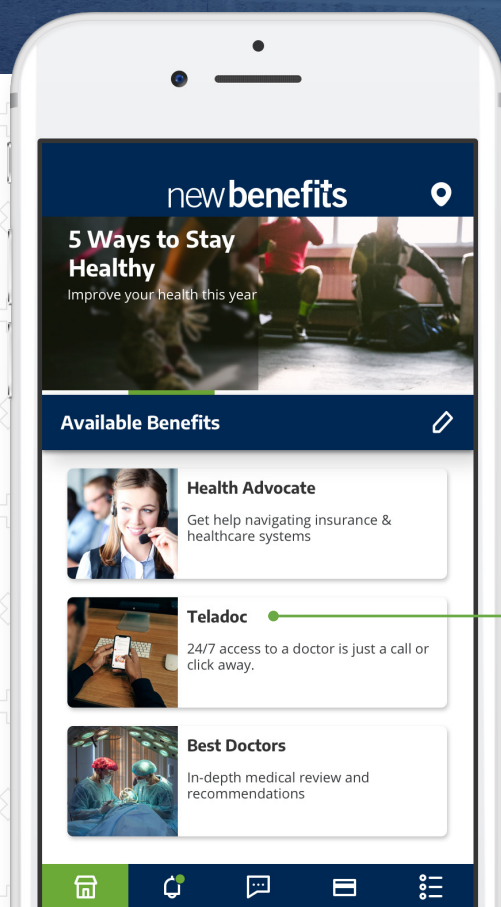 newbenefits
5 Ways to Stay
Healthy
Improve your health this year
Available Benefits
Health Advocate
Get help navigating insurance &
healthcare systems
Teladoc
24/7 access to a doctor is just a call or
click away.
Best Doctors
In-depth medical review and
recommendations